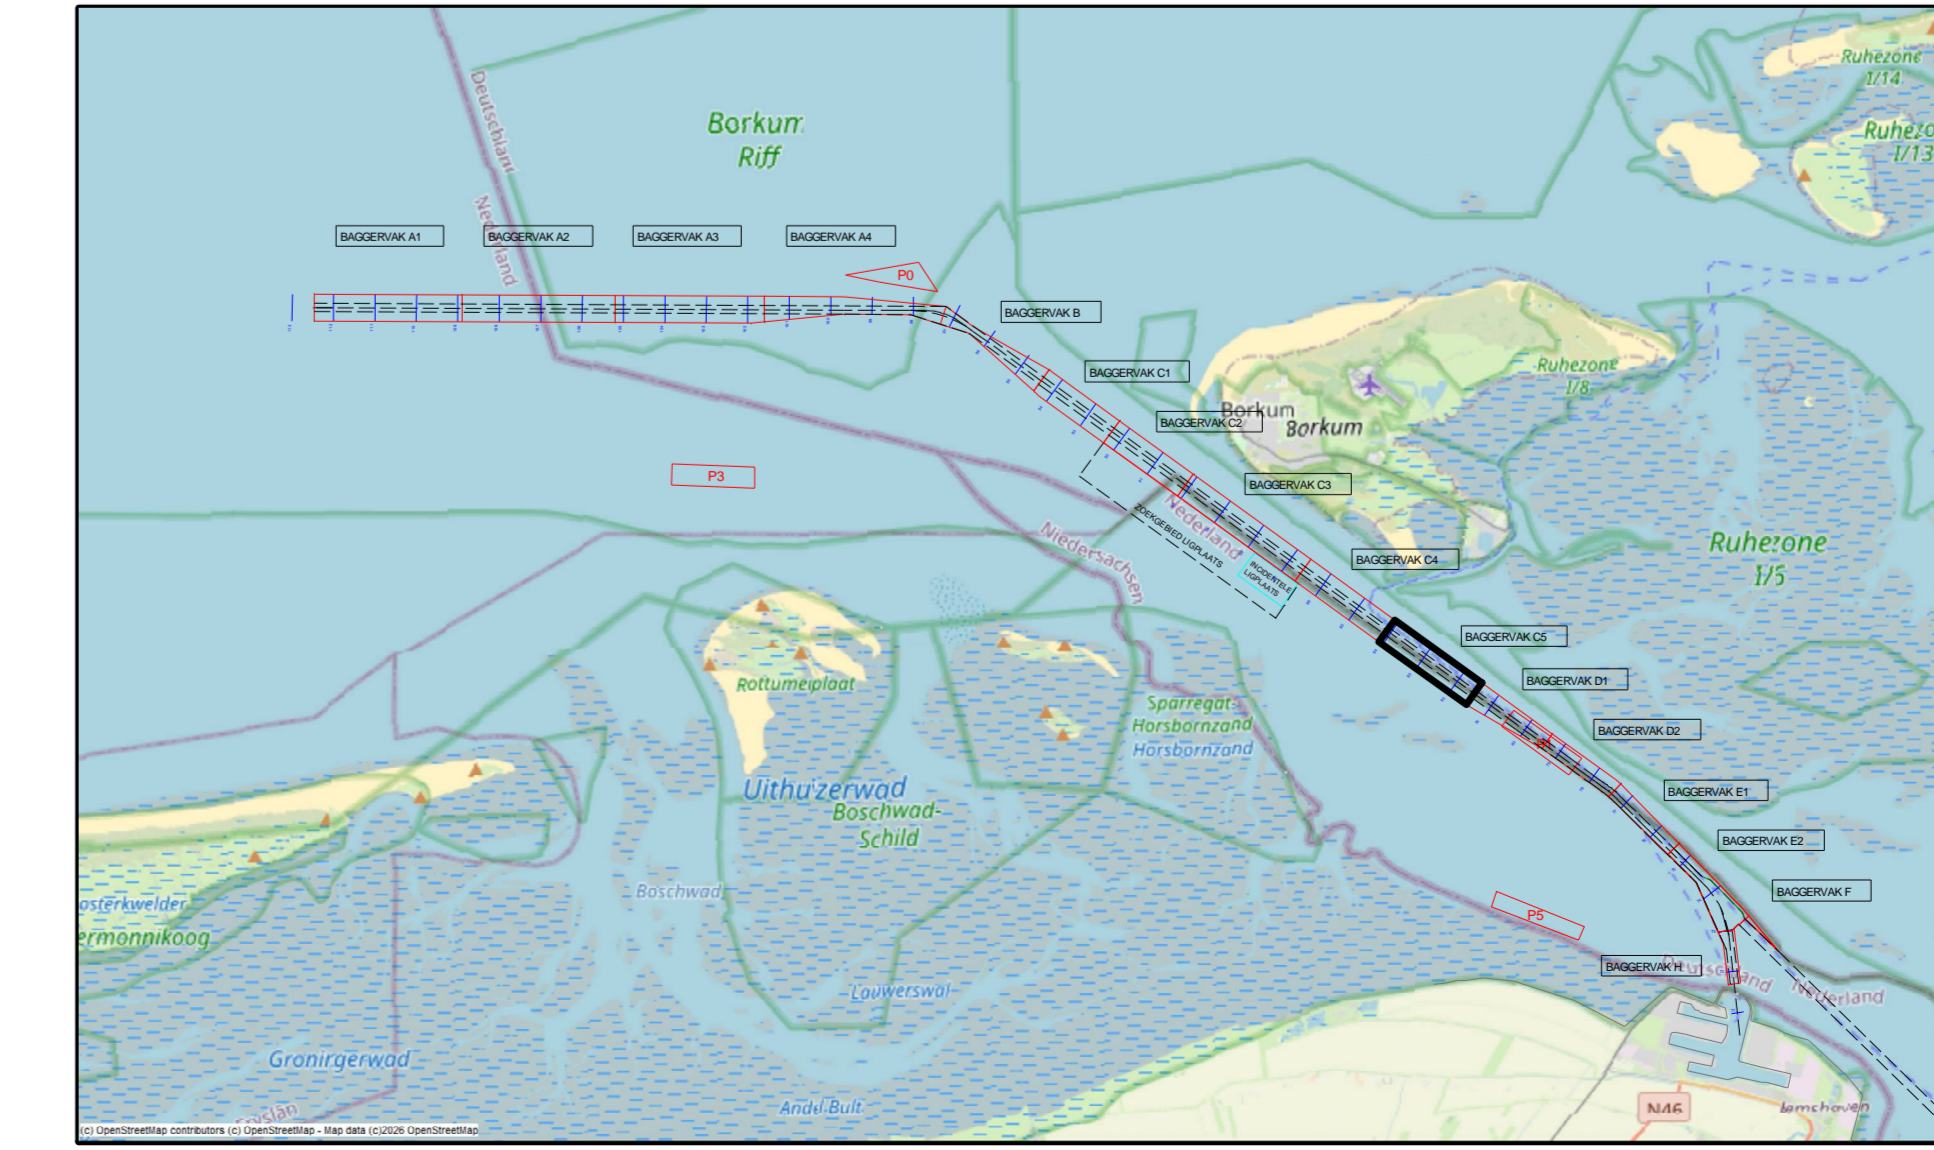 Deutschland
Nederland
Borkum
Riff
Ruhezone
I/14
Ruhezo
I/13
BAGGERVAK A1
BAGGERVAK A2
BAGGERVAK A3
BAGGERVAK A4
P0
BAGGERVAK B
BAGGERVAK C1
BAGGERVAK C2
Borkum
Borkum
Ruhezone
I/8
P3
BAGGERVAK C3
Nederland
ZOEKGEBIED LIGPLAATS
INCIDENTELE
LIGPLAATS
Niedersachsen
BAGGERVAK C4
Ruhezone
I/5
BAGGERVAK C5
BAGGERVAK D1
Rottumerplaat
Sparregat-
Horsbornzand
Horsbornzand
BAGGERVAK D2
Uithuizerwad
Boschwad-
Schild
BAGGERVAK E1
BAGGERVAK E2
Boschwad
BAGGERVAK F
osterkwelder
ermonnikoog
P5
BAGGERVAK H
Deutschland
Nederland
Lauwerswal
Groningerwad
Andel-Bult
N46
Eemshaven
Fryslân
(c) OpenStreetMap contributors (c) OpenStreetMap - Map data (c)2026 OpenStreetMap